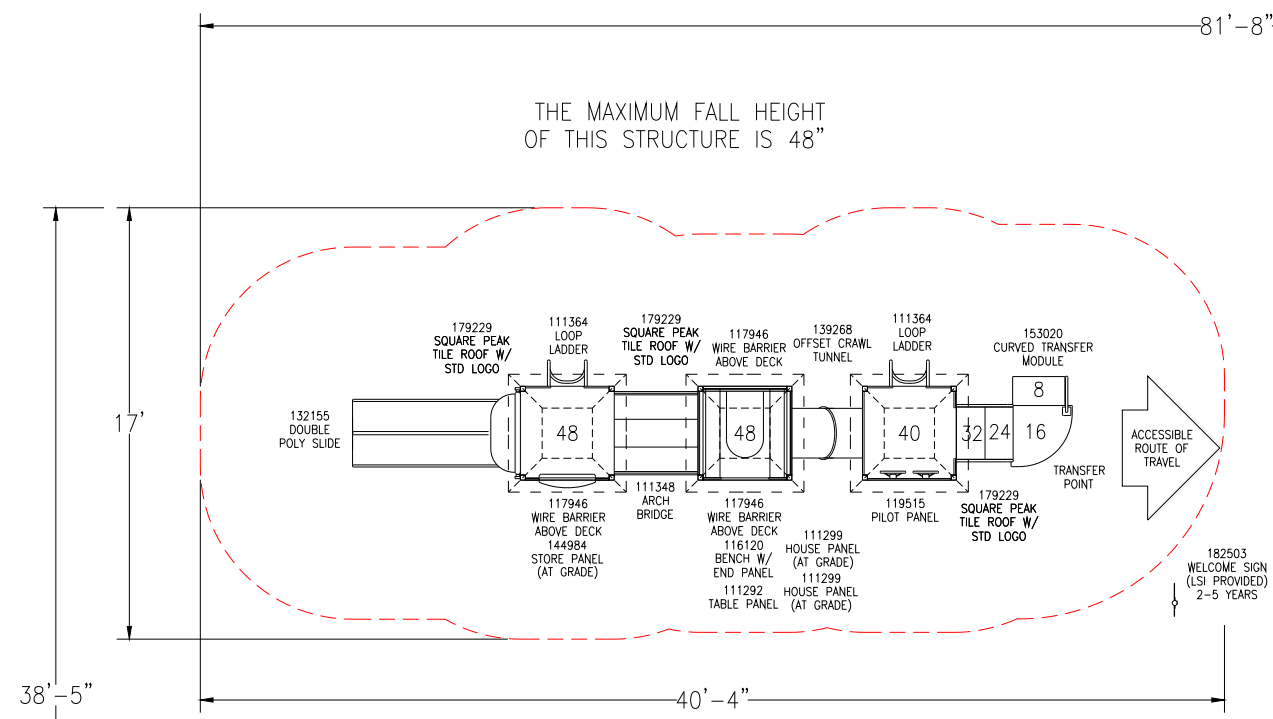 81'-8"
THE MAXIMUM FALL HEIGHT
OF THIS STRUCTURE IS 48"
179229
SQUARE PEAK
TILE ROOF W/
STD LOGO
111364
LOOP
LADDER
179229
SQUARE PEAK
TILE ROOF W/
STD LOGO
117946
WIRE BARRIER
ABOVE DECK
139268
OFFSET CRAWL
TUNNEL
111364
LOOP
LADDER
153020
CURVED TRANSFER
MODULE
17'
132155
DOUBLE
POLY SLIDE
48
48
40
32
24
16
8
ACCESSIBLE
ROUTE OF
TRAVEL
TRANSFER
POINT
117946
WIRE BARRIER
ABOVE DECK
144984
STORE PANEL
(AT GRADE)
111348
ARCH
BRIDGE
117946
WIRE BARRIER
ABOVE DECK
116120
BENCH W/
END PANEL
111292
TABLE PANEL
111299
HOUSE PANEL
(AT GRADE)
111299
HOUSE PANEL
(AT GRADE)
119515
PILOT PANEL
179229
SQUARE PEAK
TILE ROOF W/
STD LOGO
182503
WELCOME SIGN
(LSI PROVIDED)
2-5 YEARS
38'-5"
40'-4"